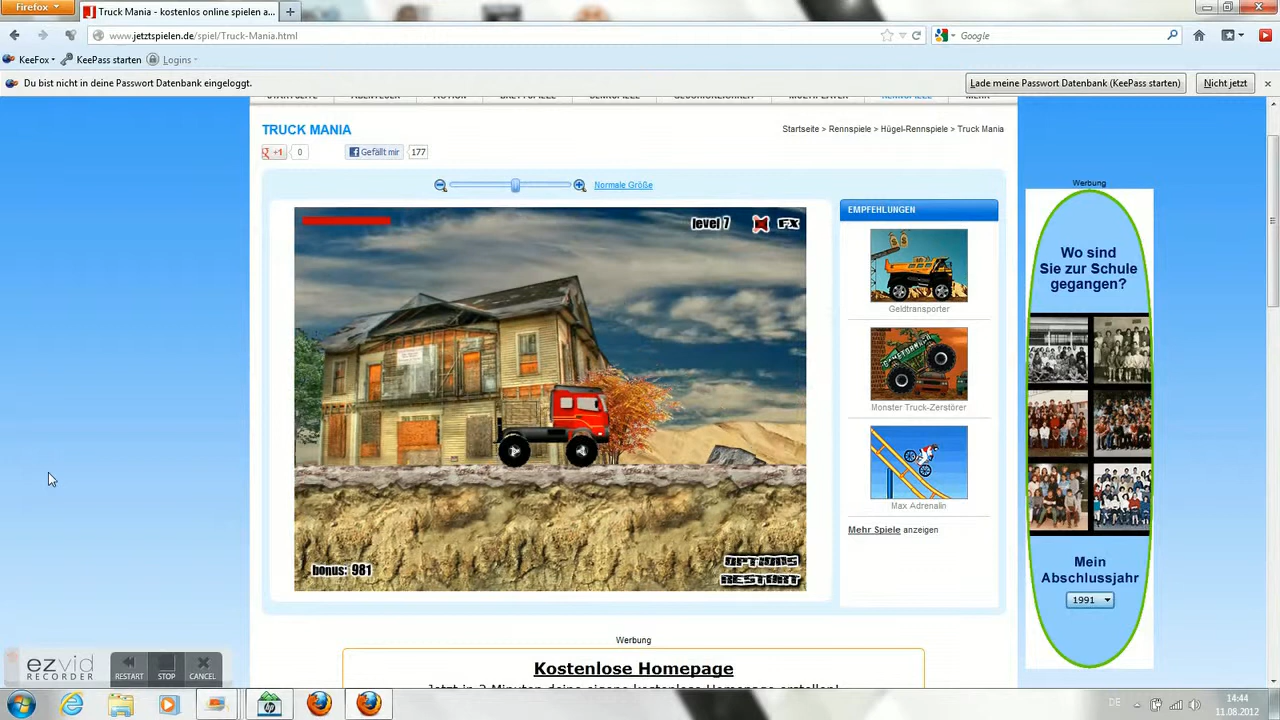 Firefox
Truck Mania - kostenlos online spielen a...
www.jetztspielen.de/spiel/Truck-Mania.html
Google
KeeFox
KeePass starten
Logins
Du bist nicht in deine Passwort Datenbank eingeloggt.
Lade meine Passwort Datenbank (KeePass starten)
Nicht jetzt
TRUCK MANIA
Startseite > Rennspiele > Hügel-Rennspiele > Truck Mania
+1
0
Gefällt mir
177
Normale Größe
Werbung
EMPFEHLUNGEN
level 7
FX
Geldtransporter
Monster Truck-Zerstörer
Max Adrenalin
Mehr Spiele anzeigen
Wo sind
Sie zur Schule
gegangen?
Mein
Abschlussjahr
1991
bonus: 981
OPTIONS
RESTART
Werbung
Kostenlose Homepage
ezvid
RECORDER
RESTART
STOP
CANCEL
DE
14:44
11.08.2012